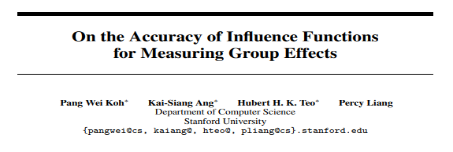 On the Accuracy of Influence Functions
for Measuring Group Effects
Pang Wei Koh* Kai-Siang Ang* Hubert H. K. Teo* Percy Liang
Department of Computer Science
Stanford University
{pangwei@cs, kaiang@, hteo@, pliang@cs}.stanford.edu